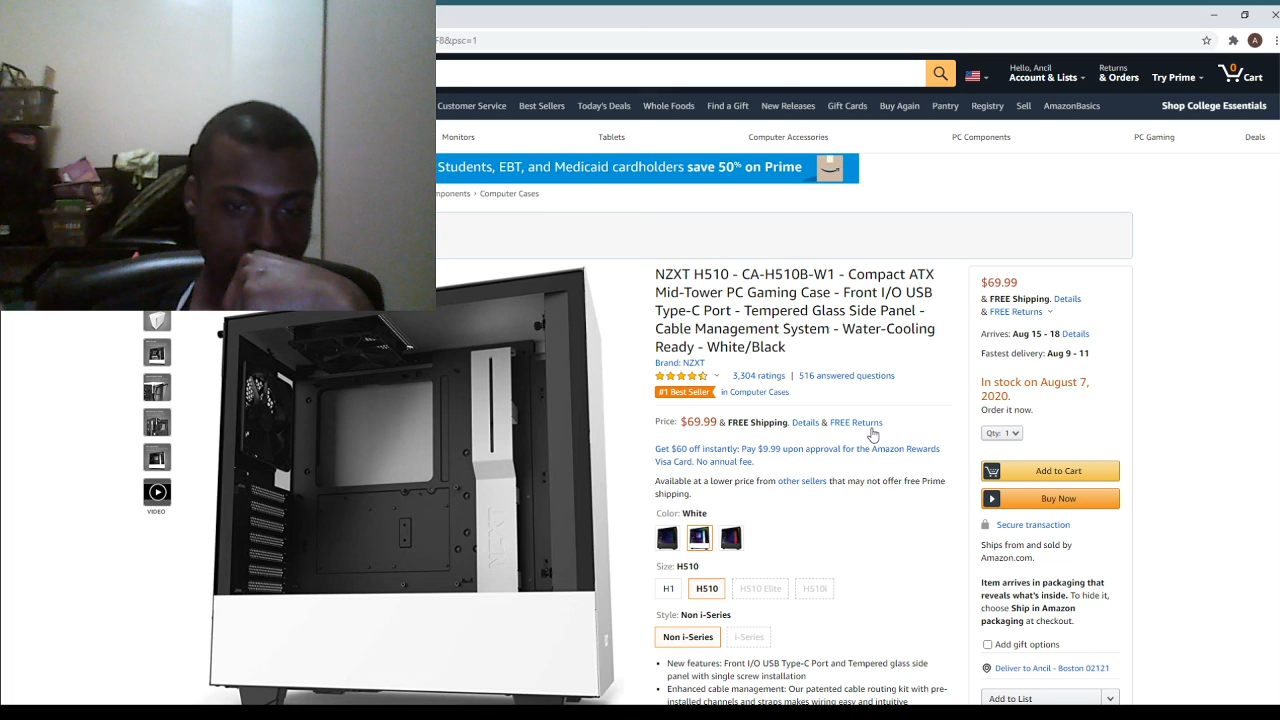 F8&psc=1
A
Hello, Ancil
Account & Lists
Returns
& Orders
Try Prime
0
Cart
Customer Service
Best Sellers
Today's Deals
Whole Foods
Find a Gift
New Releases
Gift Cards
Buy Again
Pantry
Registry
Sell
AmazonBasics
Shop College Essentials
Monitors
Tablets
Computer Accessories
PC Components
PC Gaming
Deals
Students, EBT, and Medicaid cardholders save 50% on Prime
mponents › Computer Cases
NZXT H510 - CA-H510B-W1 - Compact ATX
Mid-Tower PC Gaming Case - Front I/O USB
Type-C Port - Tempered Glass Side Panel -
Cable Management System - Water-Cooling
Ready - White/Black
Brand: NZXT
3,304 ratings | 516 answered questions
#1 Best Seller in Computer Cases
Price: $69.99 & FREE Shipping. Details & FREE Returns
Get $60 off instantly: Pay $9.99 upon approval for the Amazon Rewards
Visa Card. No annual fee.
Available at a lower price from other sellers that may not offer free Prime
shipping.
Color: White
Size: H510
H1
H510
H510 Elite
H510i
Style: Non i-Series
Non i-Series
i-Series
• New features: Front I/O USB Type-C Port and Tempered glass side
panel with single screw installation
• Enhanced cable management: Our patented cable routing kit with pre-
installed channels and straps makes wiring easy and intuitive
VIDEO
NZXT
$69.99
& FREE Shipping. Details
& FREE Returns
Arrives: Aug 15 - 18 Details
Fastest delivery: Aug 9 - 11
In stock on August 7,
2020.
Order it now.
Qty: 1
Add to Cart
Buy Now
Secure transaction
Ships from and sold by
Amazon.com.
Item arrives in packaging that
reveals what's inside. To hide it,
choose Ship in Amazon
packaging at checkout.
Add gift options
Deliver to Ancil - Boston 02121
Add to List